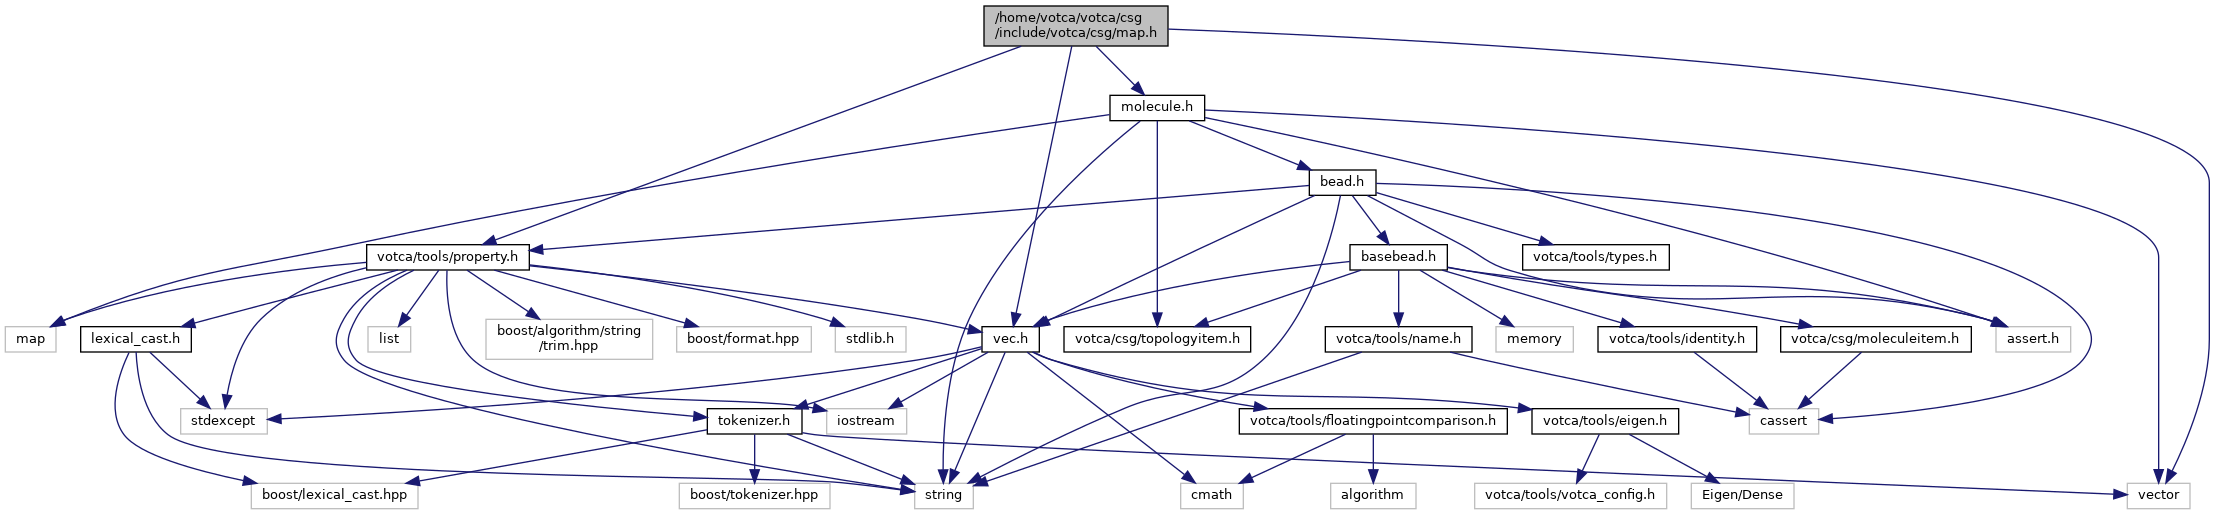 /home/votca/votca/csg
/include/votca/csg/map.h
molecule.h
bead.h
votca/tools/property.h
basebead.h
votca/tools/types.h
map
lexical_cast.h
list
boost/algorithm/string
/trim.hpp
boost/format.hpp
stdlib.h
vec.h
votca/csg/topologyitem.h
votca/tools/name.h
memory
votca/tools/identity.h
votca/csg/moleculeitem.h
assert.h
stdexcept
tokenizer.h
iostream
votca/tools/floatingpointcomparison.h
votca/tools/eigen.h
cassert
boost/lexical_cast.hpp
boost/tokenizer.hpp
string
cmath
algorithm
votca/tools/votca_config.h
Eigen/Dense
vector